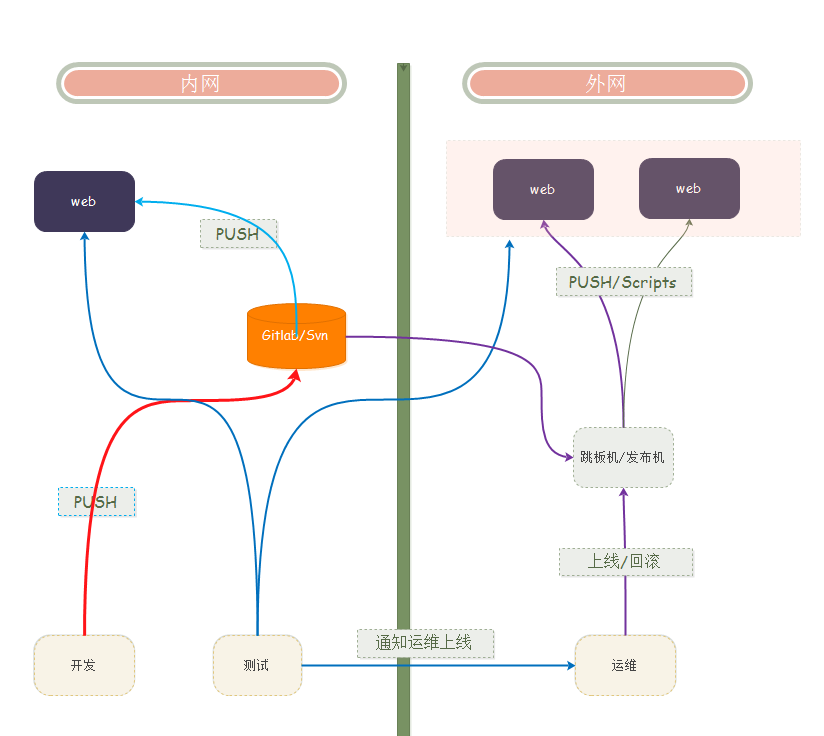 内网
外网
web
web
web
PUSH
PUSH/Scripts
Gitlab/Svn
跳板机/发布机
PUSH
上线/回滚
通知运维上线
开发
测试
运维